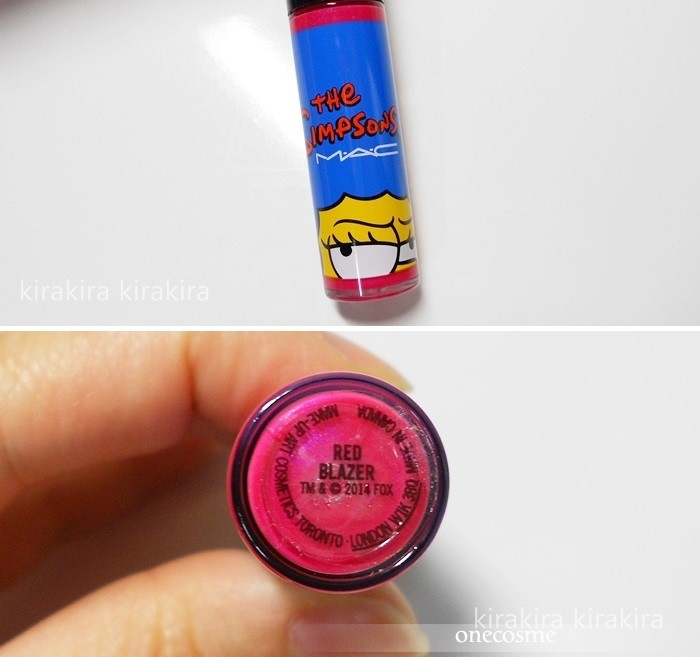 THE
SIMPSONS
M·A·C
kirakira kirakira
RED
BLAZER
TM & © 2014 FOX
MAKE-UP ART COSMETICS TORONTO · LONDON W1K 3BQ MADE IN CANADA
kirakira kirakira
onecosme